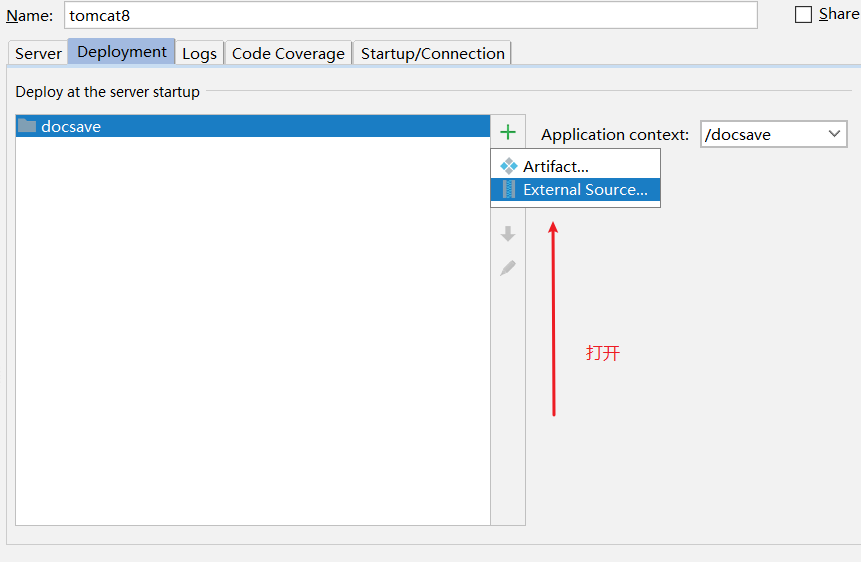 Name: tomcat8
Share
Server Deployment Logs Code Coverage Startup/Connection
Deploy at the server startup
docsave
Application context: /docsave
Artifact...
External Source...
打开